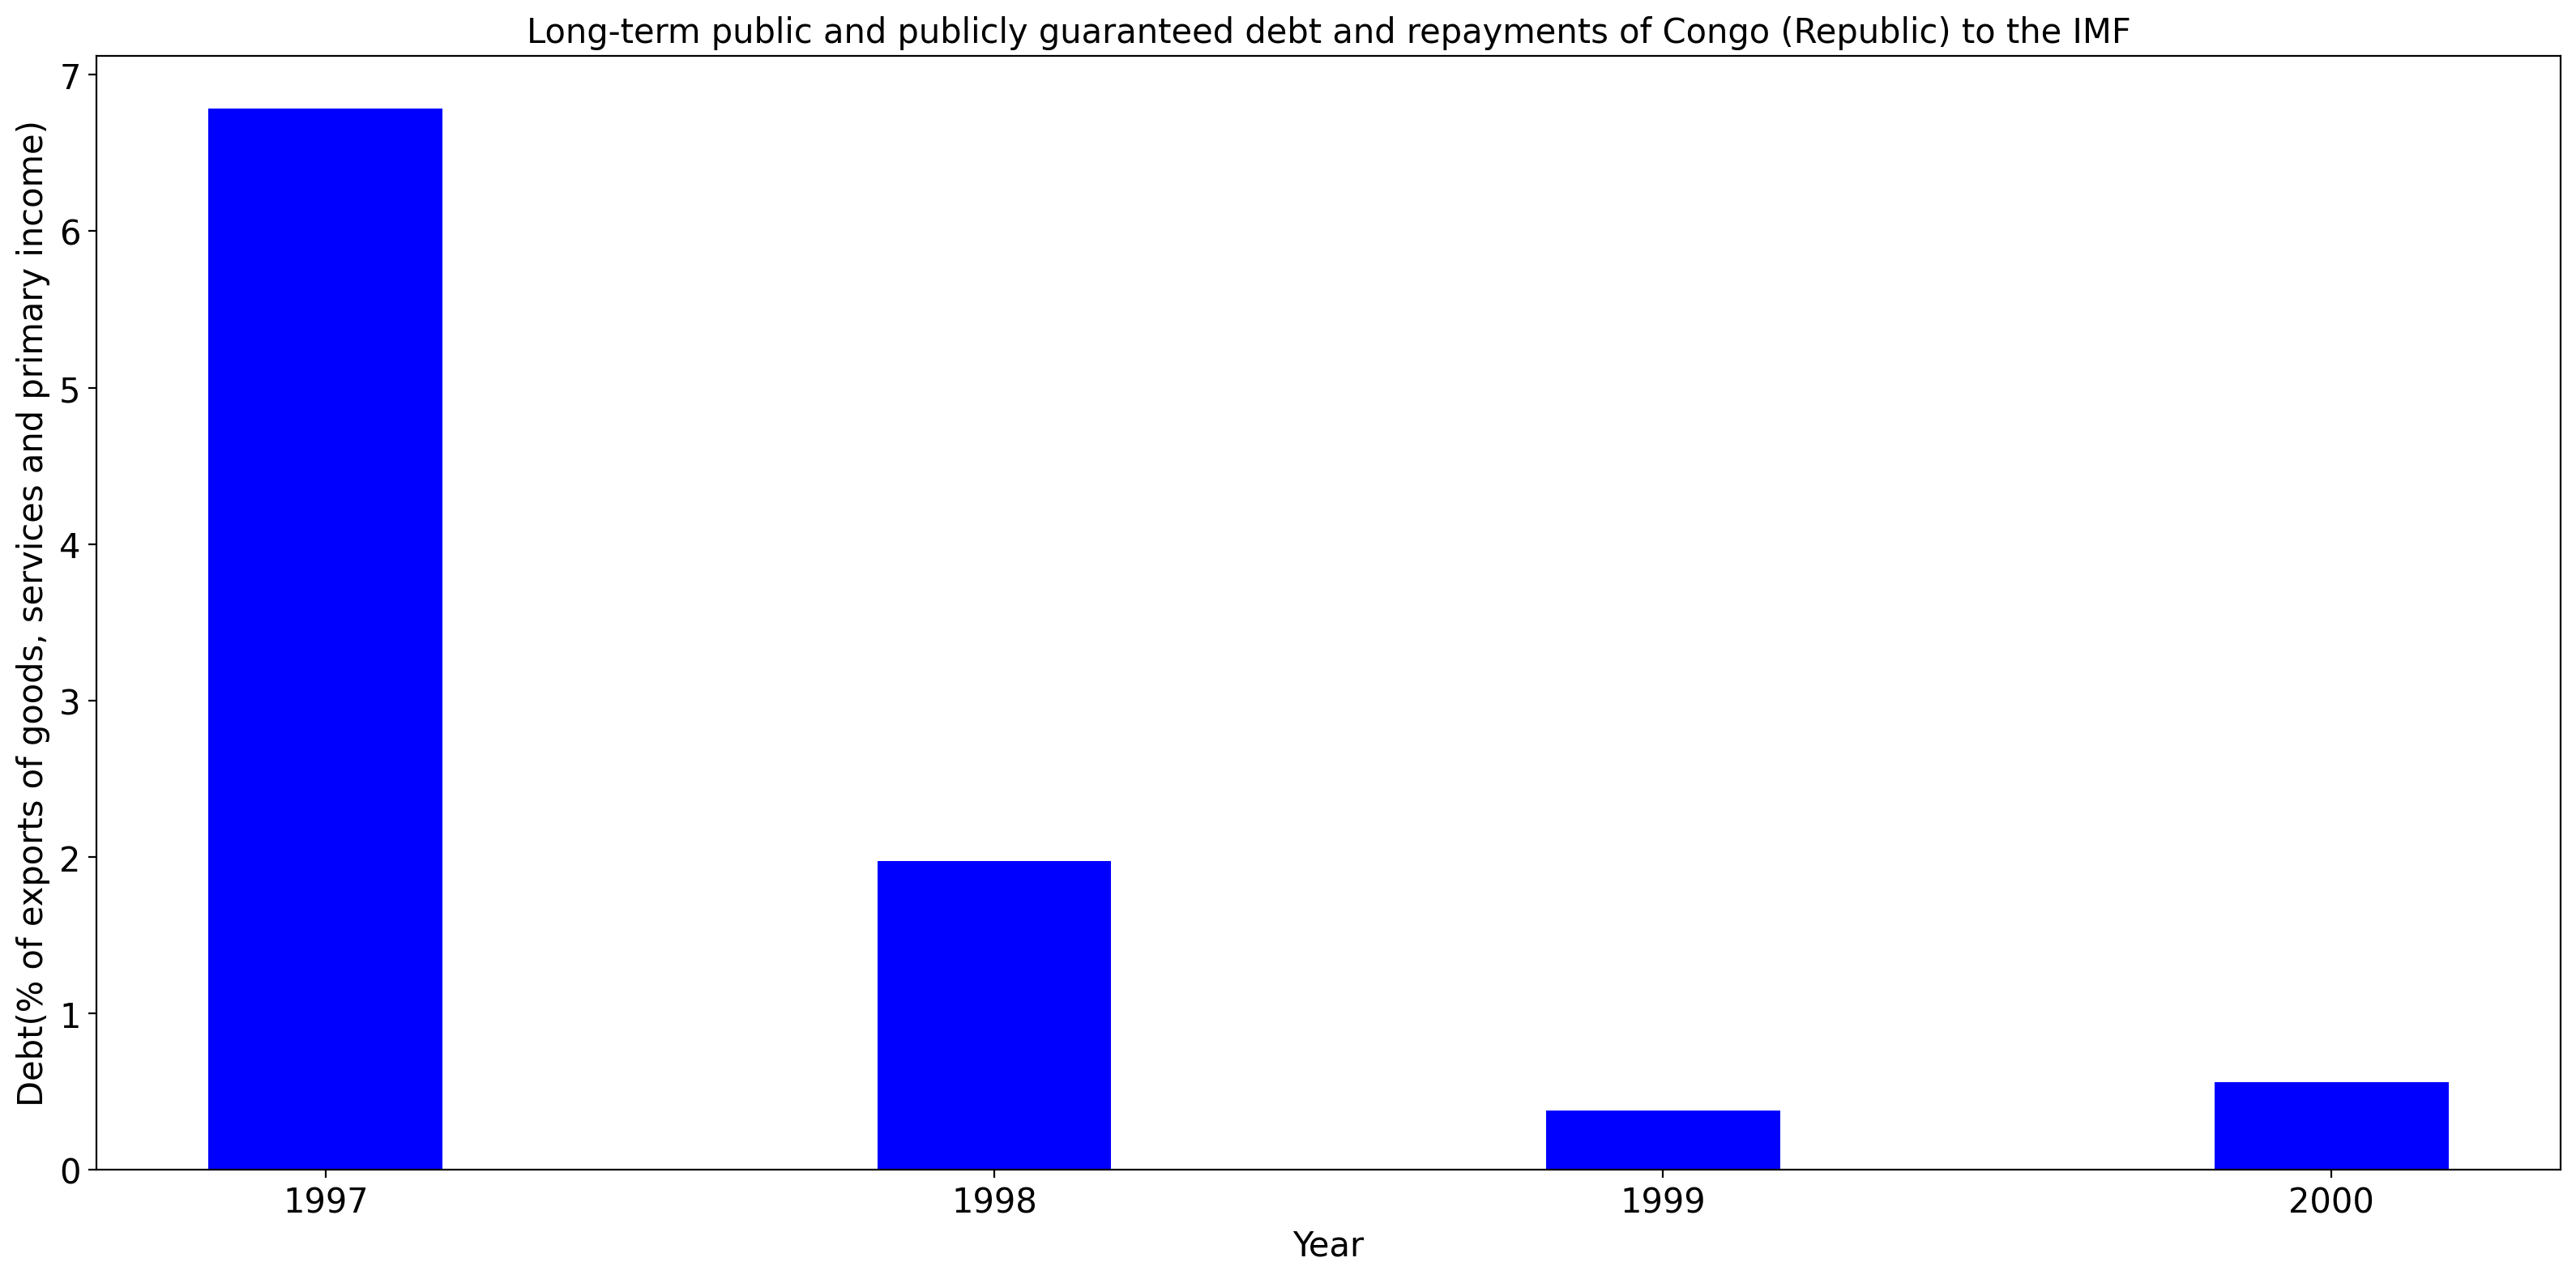 Long-term public and publicly guaranteed debt and repayments of Congo (Republic) to the IMF
Debt(% of exports of goods, services and primary income)
7
6
5
4
3
2
1
0
1997 1998 1999 2000
Year